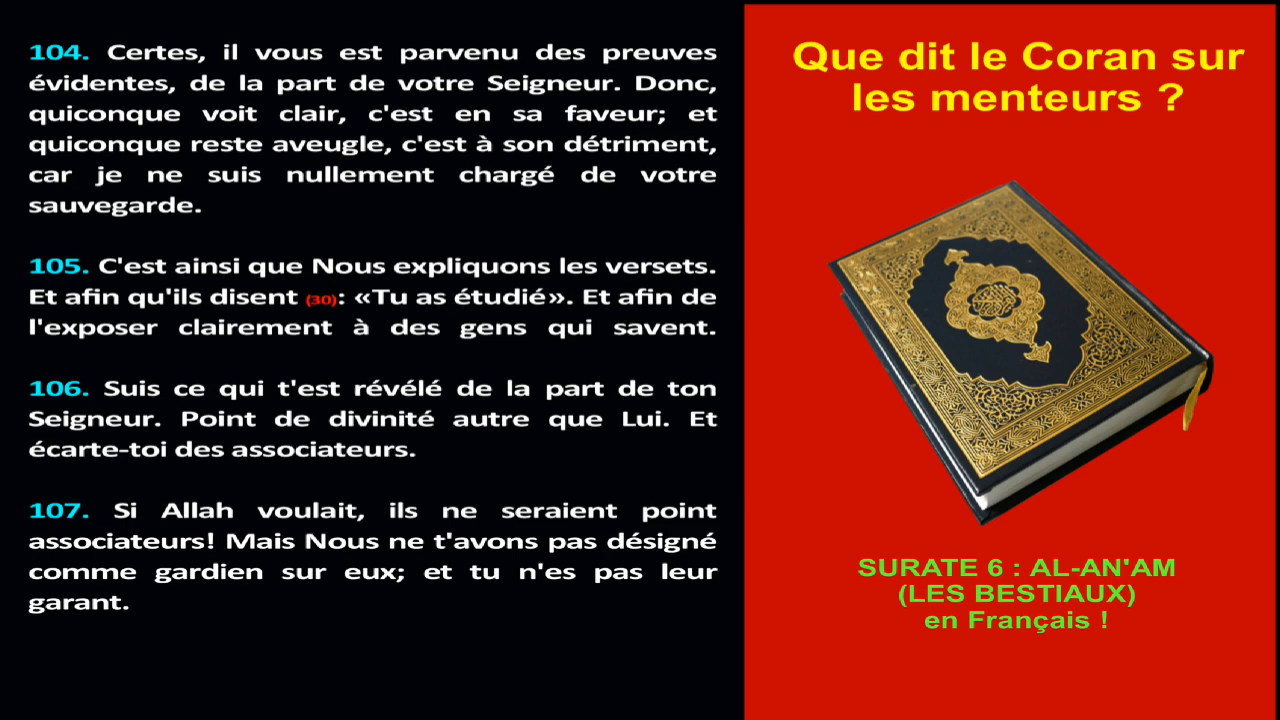 104. Certes, il vous est parvenu des preuves
évidentes, de la part de votre Seigneur. Donc,
quiconque voit clair, c'est en sa faveur; et
quiconque reste aveugle, c'est à son détriment,
car je ne suis nullement chargé de votre
sauvegarde.
105. C'est ainsi que Nous expliquons les versets.
Et afin qu'ils disent (30): «Tu as étudié». Et afin de
l'exposer clairement à des gens qui savent.
106. Suis ce qui t'est révélé de la part de ton
Seigneur. Point de divinité autre que Lui. Et
écarte-toi des associateurs.
107. Si Allah voulait, ils ne seraient point
associateurs! Mais Nous ne t'avons pas désigné
comme gardien sur eux; et tu n'es pas leur
garant.
Que dit le Coran sur
les menteurs ?
SURATE 6 : AL-AN'AM
(LES BESTIAUX)
en Français !